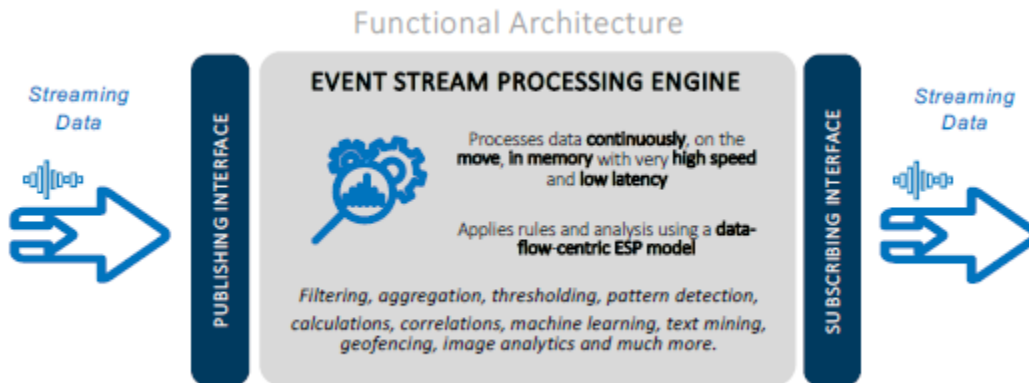 Functional Architecture
Streaming
Data
PUBLISHING INTERFACE
EVENT STREAM PROCESSING ENGINE
Processes data continuously, on the
move, in memory with very high speed
and low latency
Applies rules and analysis using a data-
flow-centric ESP model
Filtering, aggregation, thresholding, pattern detection,
calculations, correlations, machine learning, text mining,
geofencing, image analytics and much more.
SUBSCRIBING INTERFACE
Streaming
Data